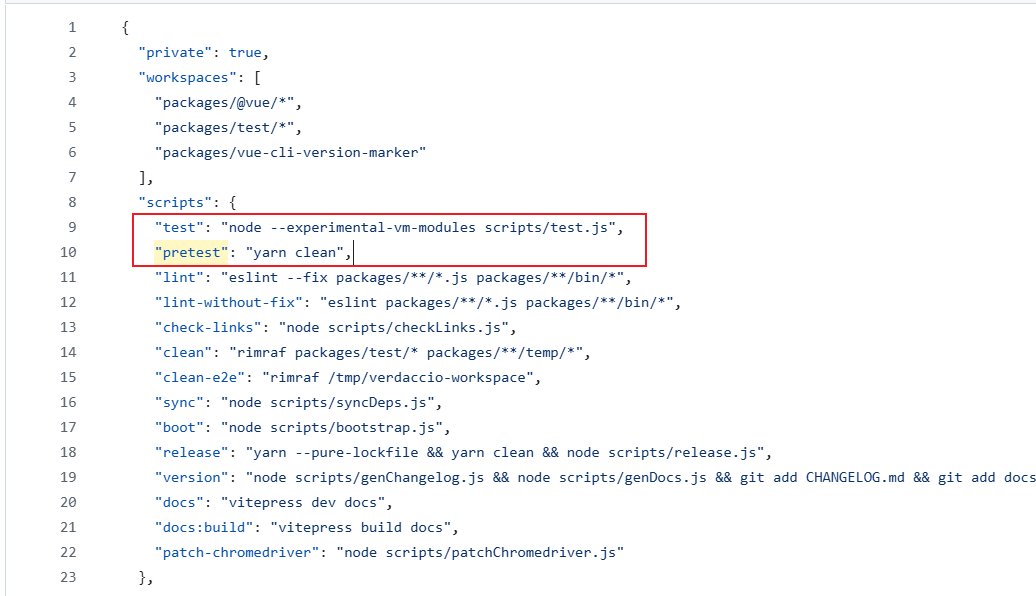 1 {
2 "private": true,
3 "workspaces": [
4 "packages/@vue/*",
5 "packages/test/*",
6 "packages/vue-cli-version-marker"
7 ],
8 "scripts": {
9 "test": "node --experimental-vm-modules scripts/test.js",
10 "pretest": "yarn clean",
11 "lint": "eslint --fix packages/**/*.js packages/**/bin/*",
12 "lint-without-fix": "eslint packages/**/*.js packages/**/bin/*",
13 "check-links": "node scripts/checkLinks.js",
14 "clean": "rimraf packages/test/* packages/**/temp/*",
15 "clean-e2e": "rimraf /tmp/verdaccio-workspace",
16 "sync": "node scripts/syncDeps.js",
17 "boot": "node scripts/bootstrap.js",
18 "release": "yarn --pure-lockfile && yarn clean && node scripts/release.js",
19 "version": "node scripts/genChangelog.js && node scripts/genDocs.js && git add CHANGELOG.md && git add docs
20 "docs": "vitepress dev docs",
21 "docs:build": "vitepress build docs",
22 "patch-chromedriver": "node scripts/patchChromedriver.js"
23 },